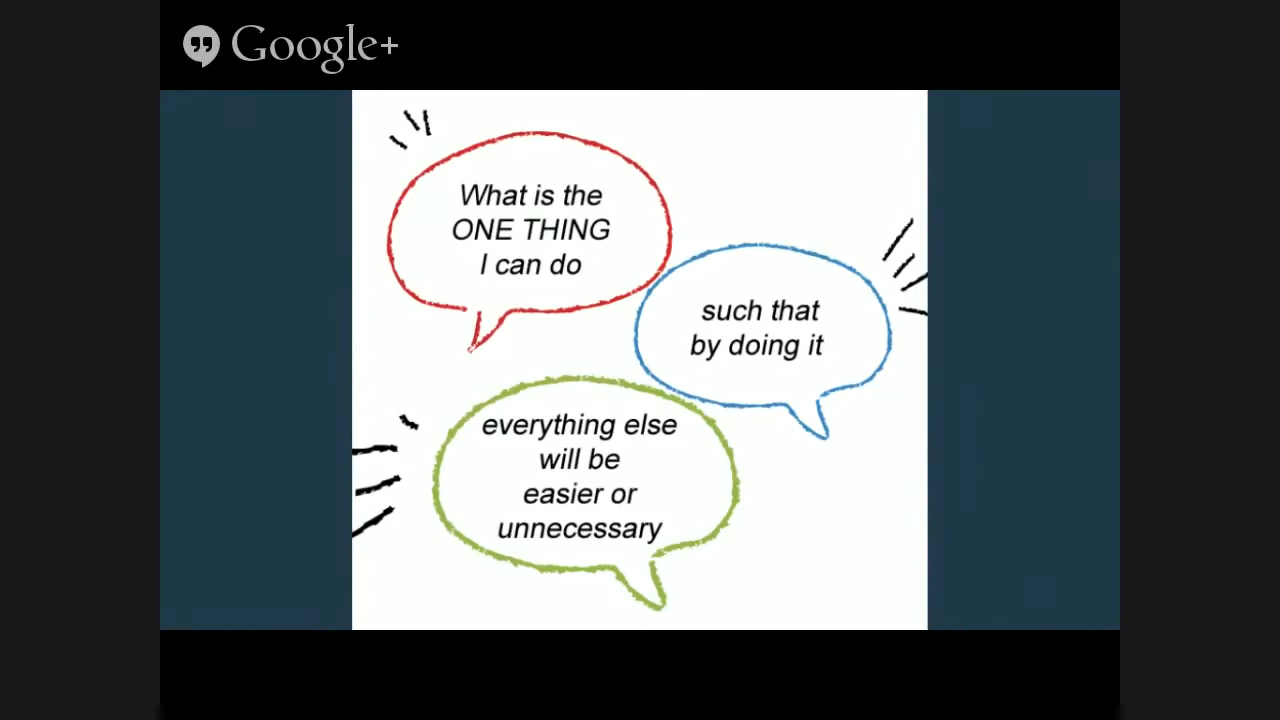 Google+
What is the
ONE THING
I can do
such that
by doing it
everything else
will be
easier or
unnecessary